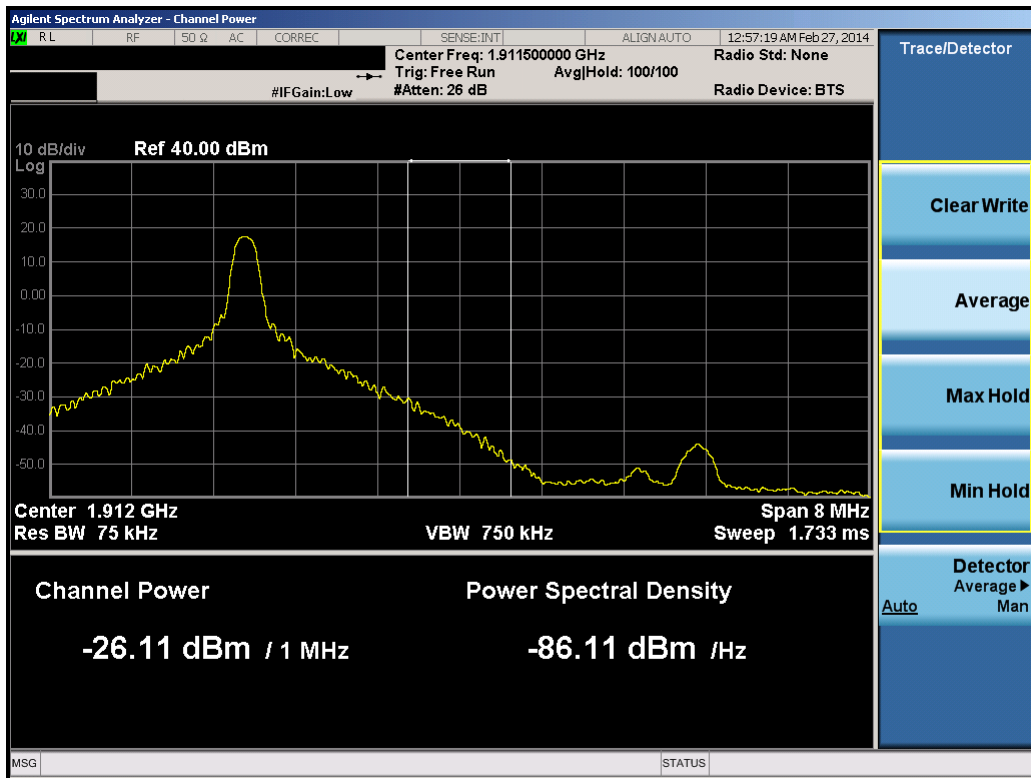 Agilent Spectrum Analyzer - Channel Power
LXI RL RF 50 Ω AC CORREC SENSE:INT ALIGN AUTO 12:57:19 AM Feb 27, 2014
Center Freq: 1.911500000 GHz Radio Std: None
Trig: Free Run Avg|Hold: 100/100
#IFGain:Low #Atten: 26 dB Radio Device: BTS
10 dB/div Ref 40.00 dBm
Log
30.0
20.0
10.0
0.00
-10.0
-20.0
-30.0
-40.0
-50.0
Center 1.912 GHz Span 8 MHz
Res BW 75 kHz VBW 750 kHz Sweep 1.733 ms
Channel Power Power Spectral Density
-26.11 dBm / 1 MHz -86.11 dBm /Hz
MSG STATUS
Trace/Detector
Clear Write
Average
Max Hold
Min Hold
Detector
Average
Auto Man